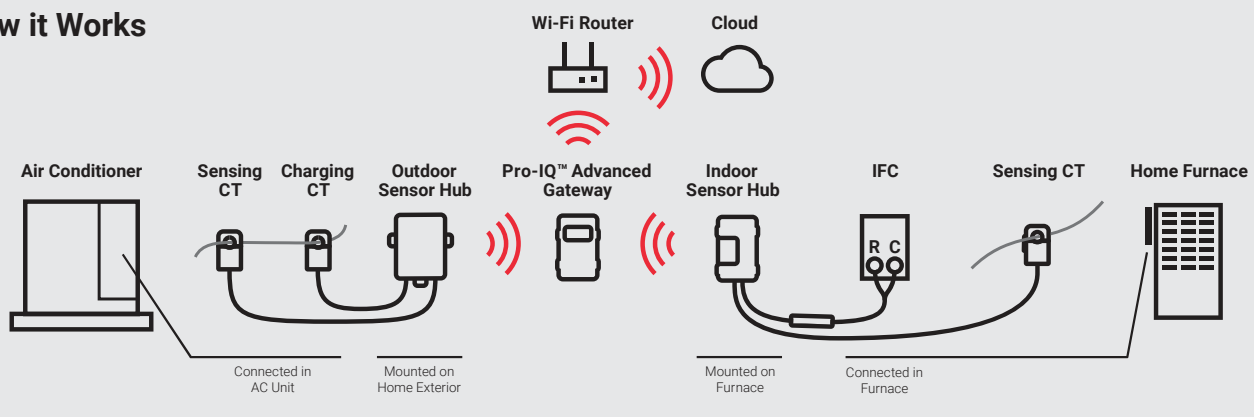 w it Works
Wi-Fi Router
Cloud
Air Conditioner
Sensing
CT
Charging
CT
Outdoor
Sensor Hub
Pro-IQ™ Advanced
Gateway
Indoor
Sensor Hub
IFC
Sensing CT
Home Furnace
R C
Connected in
AC Unit
Mounted on
Home Exterior
Mounted on
Furnace
Connected in
Furnace